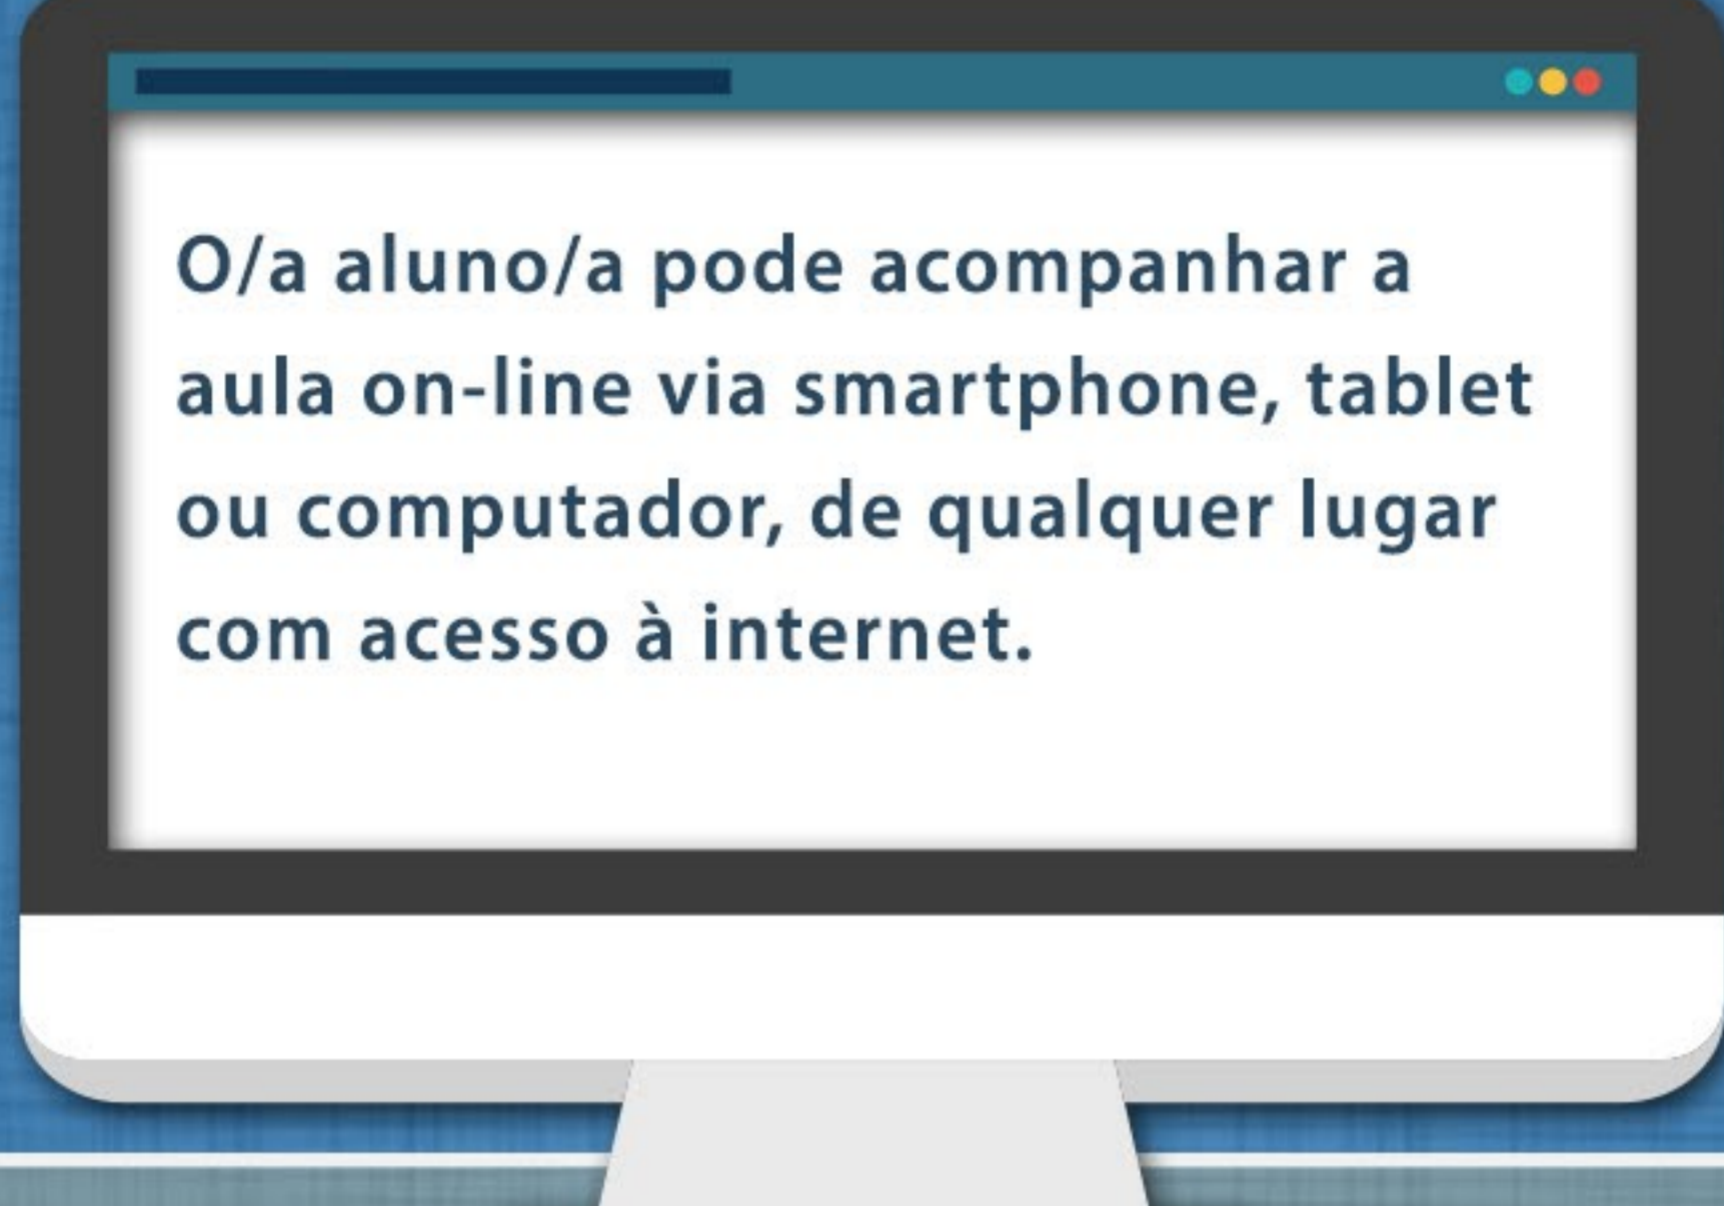 O/a aluno/a pode acompanhar a
aula on-line via smartphone, tablet
ou computador, de qualquer lugar
com acesso à internet.